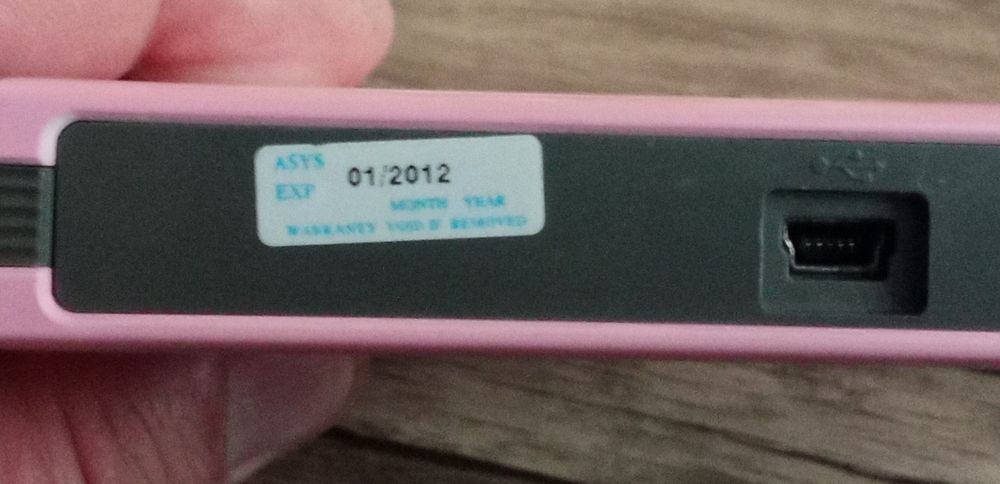 ASYS
EXP 01/2012
MONTH YEAR
WARRANTY VOID IF REMOVED